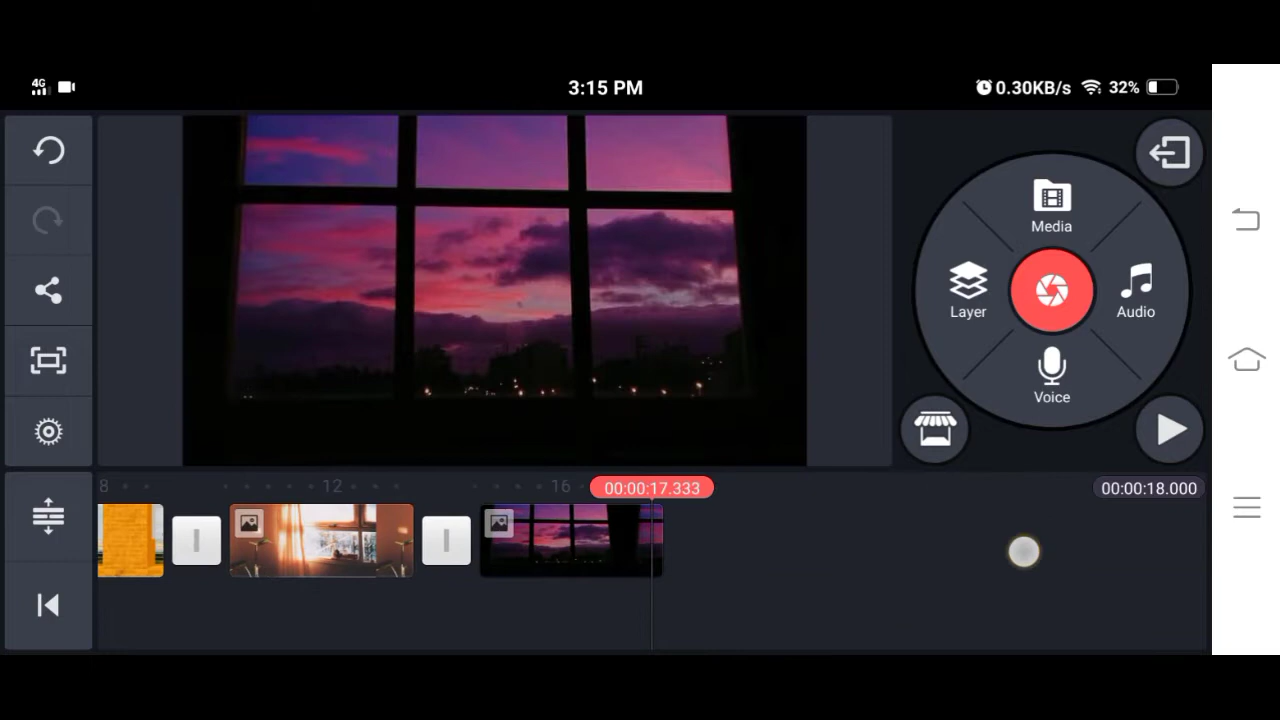 4G
3:15 PM
0.30KB/s
32%
Media
Layer
Audio
Voice
8
12
16
00:00:17.333
00:00:18.000